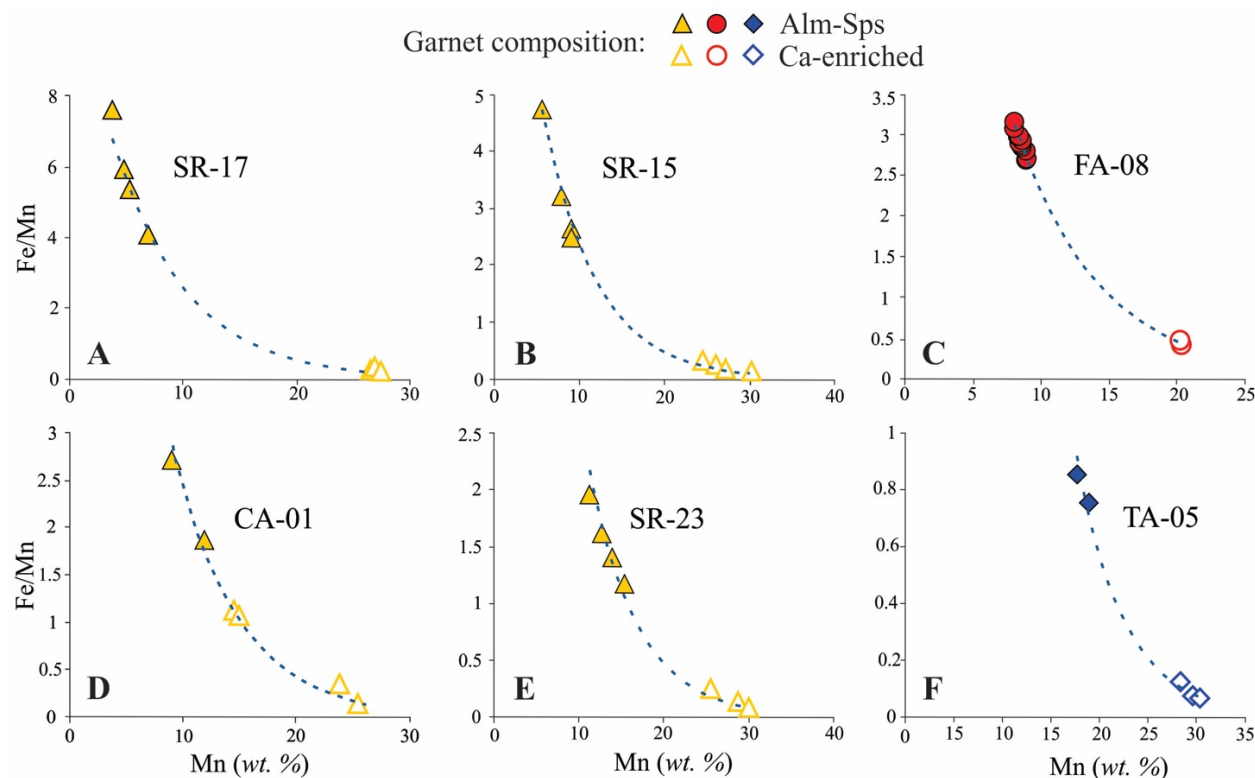 Garnet composition: Alm-Sps
Ca-enriched
8
6
4
2
0
Fe/Mn
SR-17
A
0 10 20 30
5
4
3
2
1
0
SR-15
B
0 10 20 30 40
3.5
3
2.5
2
1.5
1
0.5
0
FA-08
C
0 5 10 15 20 25
3
2.5
2
1.5
1
0.5
0
Fe/Mn
CA-01
D
0 10 20 30
Mn (wt. %)
2.5
2
1.5
1
0.5
0
SR-23
E
0 10 20 30 40
Mn (wt. %)
1
0.8
0.6
0.4
0.2
0
TA-05
F
0 15 10 15 20 25 30 35
Mn (wt. %)